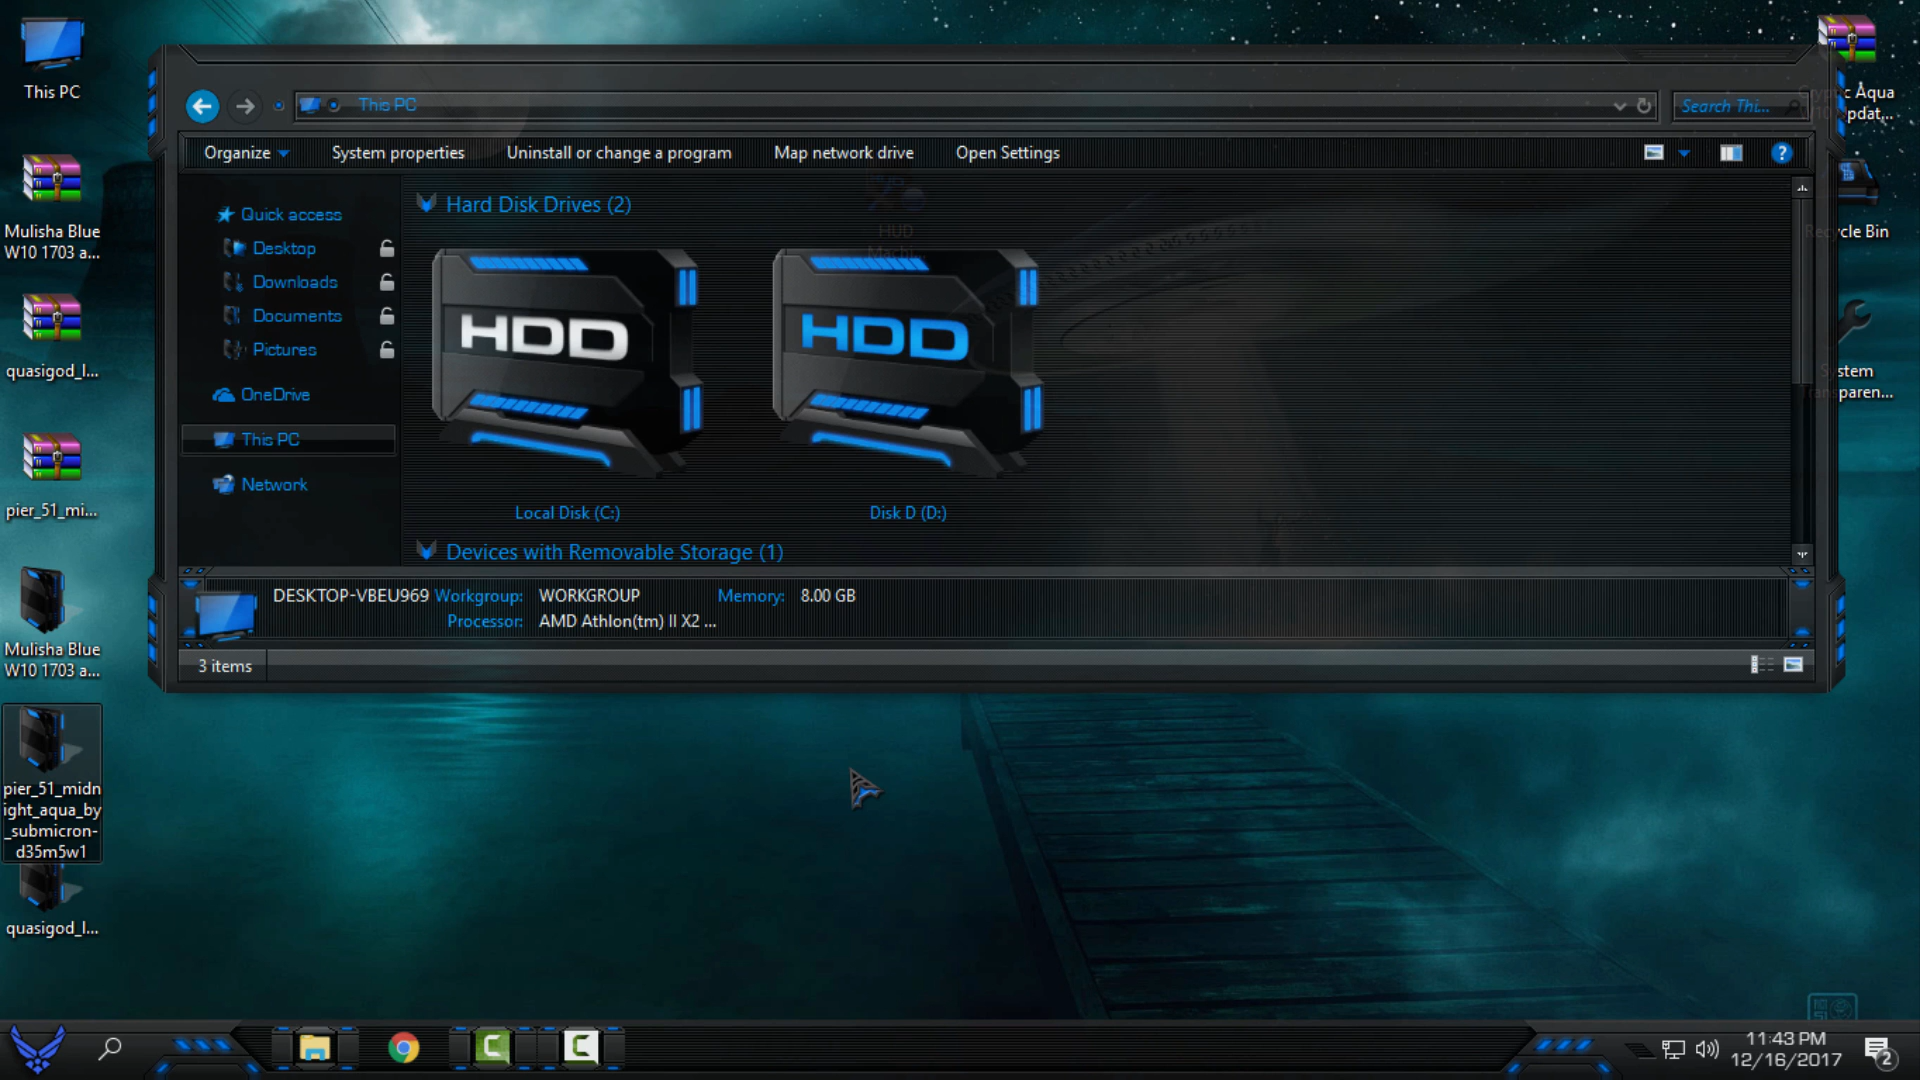 This PC
Mulisha Blue
W10 1703 a...
quasigod_l...
pier_51_mi...
Mulisha Blue
W10 1703 a...
pier_51_midn
ight_aqua_by
_submicron-
d35m5w1
quasigod_l...
This PC
Search Thi...
Organize
System properties
Uninstall or change a program
Map network drive
Open Settings
Quick access
Desktop
Downloads
Documents
Pictures
OneDrive
This PC
Network
Hard Disk Drives (2)
HUD
HDD
HDD
Local Disk (C:)
Disk D (D:)
Devices with Removable Storage (1)
DESKTOP-VBEU969 Workgroup: WORKGROUP Memory: 8.00 GB
Processor: AMD Athlon(tm) II X2 ...
3 items
Aqua
Recycle Bin
System
11:43 PM
12/16/2017
2